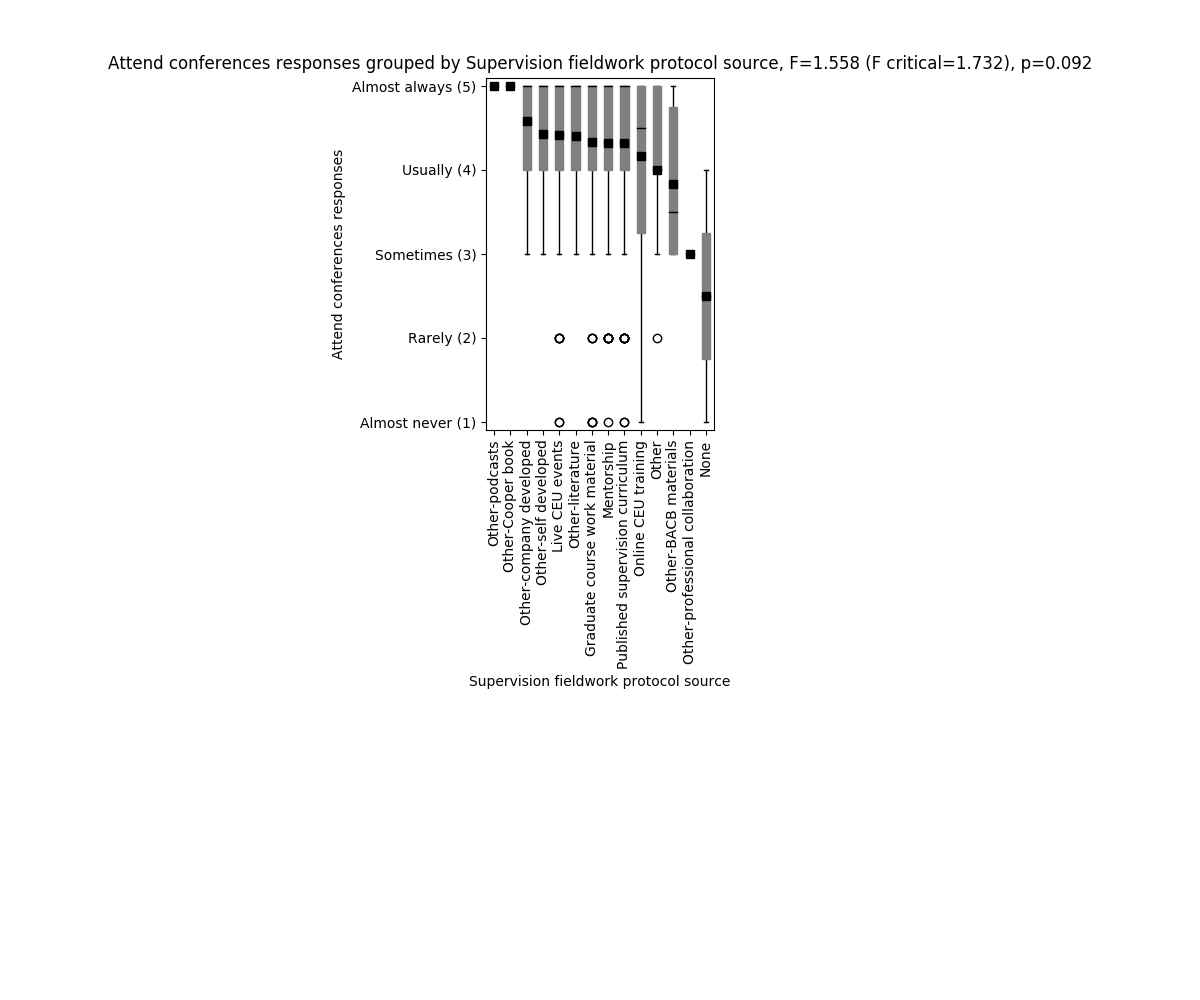 Attend conferences responses grouped by Supervision fieldwork protocol source, F=1.558 (F critical=1.732), p=0.092
Attend conferences responses
Almost always (5)
Usually (4)
Sometimes (3)
Rarely (2)
Almost never (1)
Other-podcasts
Other-Cooper book
Other-company developed
Other-self developed
Live CEU events
Other-literature
Graduate course work material
Mentorship
Published supervision curriculum
Online CEU training
Other
Other-BACB materials
Other-professional collaboration
None
Supervision fieldwork protocol source